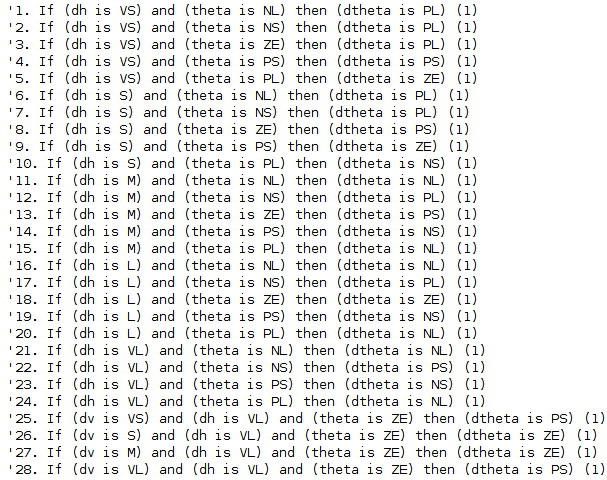 '1. If (dh is VS) and (theta is NL) then (dtheta is PL) (1)
'2. If (dh is VS) and (theta is NS) then (dtheta is PL) (1)
'3. If (dh is VS) and (theta is ZE) then (dtheta is PL) (1)
'4. If (dh is VS) and (theta is PS) then (dtheta is PS) (1)
'5. If (dh is VS) and (theta is PL) then (dtheta is ZE) (1)
'6. If (dh is S) and (theta is NL) then (dtheta is PL) (1)
'7. If (dh is S) and (theta is NS) then (dtheta is PL) (1)
'8. If (dh is S) and (theta is ZE) then (dtheta is PS) (1)
'9. If (dh is S) and (theta is PS) then (dtheta is ZE) (1)
'10. If (dh is S) and (theta is PL) then (dtheta is NS) (1)
'11. If (dh is M) and (theta is NL) then (dtheta is NL) (1)
'12. If (dh is M) and (theta is NS) then (dtheta is PL) (1)
'13. If (dh is M) and (theta is ZE) then (dtheta is PS) (1)
'14. If (dh is M) and (theta is PS) then (dtheta is NS) (1)
'15. If (dh is M) and (theta is PL) then (dtheta is NL) (1)
'16. If (dh is L) and (theta is NL) then (dtheta is NL) (1)
'17. If (dh is L) and (theta is NS) then (dtheta is PL) (1)
'18. If (dh is L) and (theta is ZE) then (dtheta is ZE) (1)
'19. If (dh is L) and (theta is PS) then (dtheta is NS) (1)
'20. If (dh is L) and (theta is PL) then (dtheta is NL) (1)
'21. If (dh is VL) and (theta is NL) then (dtheta is NL) (1)
'22. If (dh is VL) and (theta is NS) then (dtheta is PS) (1)
'23. If (dh is VL) and (theta is PS) then (dtheta is NS) (1)
'24. If (dh is VL) and (theta is PL) then (dtheta is NL) (1)
'25. If (dv is VS) and (dh is VL) and (theta is ZE) then (dtheta is PS) (1)
'26. If (dv is S) and (dh is VL) and (theta is ZE) then (dtheta is ZE) (1)
'27. If (dv is M) and (dh is VL) and (theta is ZE) then (dtheta is ZE) (1)
'28. If (dv is VL) and (dh is VL) and (theta is ZE) then (dtheta is PS) (1)